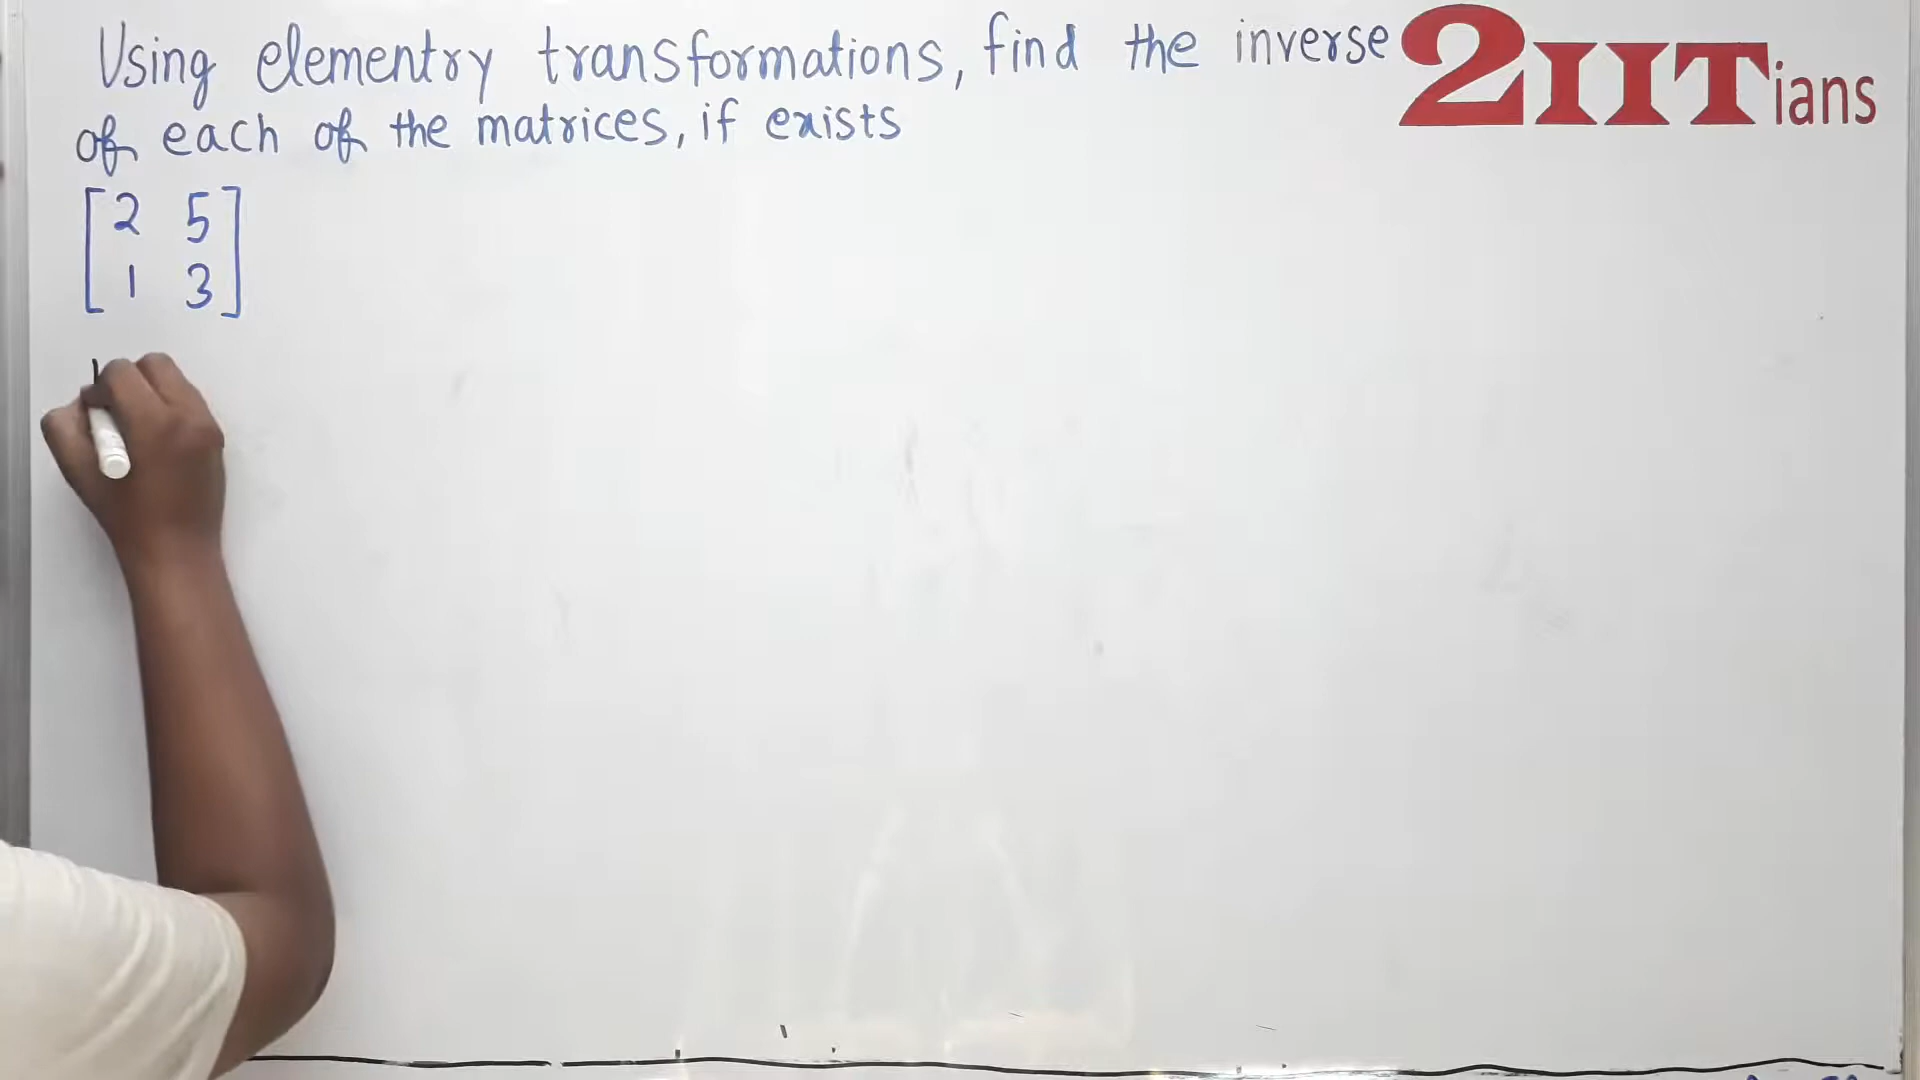 Using elementry transformations, find the inverse
2IITians
of each of the matrices, if exists
2 5
1 3